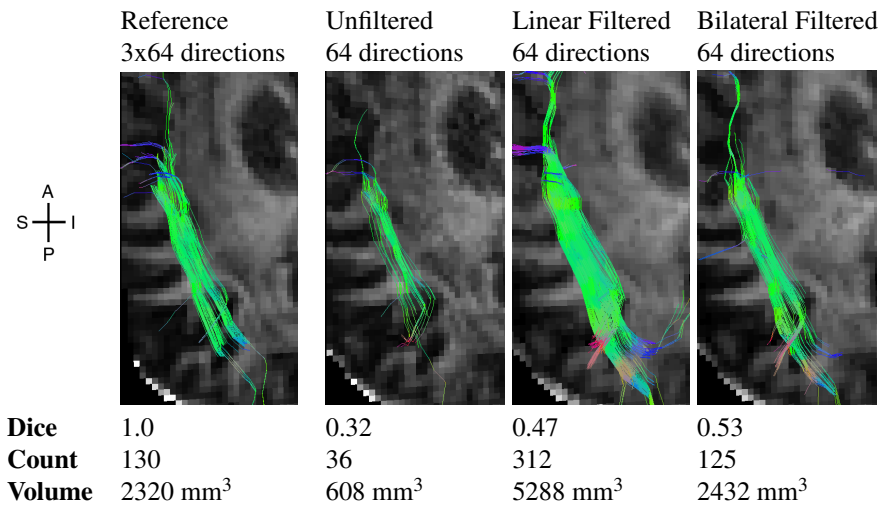 Reference Unfiltered Linear Filtered Bilateral Filtered
3x64 directions 64 directions 64 directions 64 directions
A
S I
P
Dice 1.0 0.32 0.47 0.53
Count 130 36 312 125
Volume 2320 mm³ 608 mm³ 5288 mm³ 2432 mm³